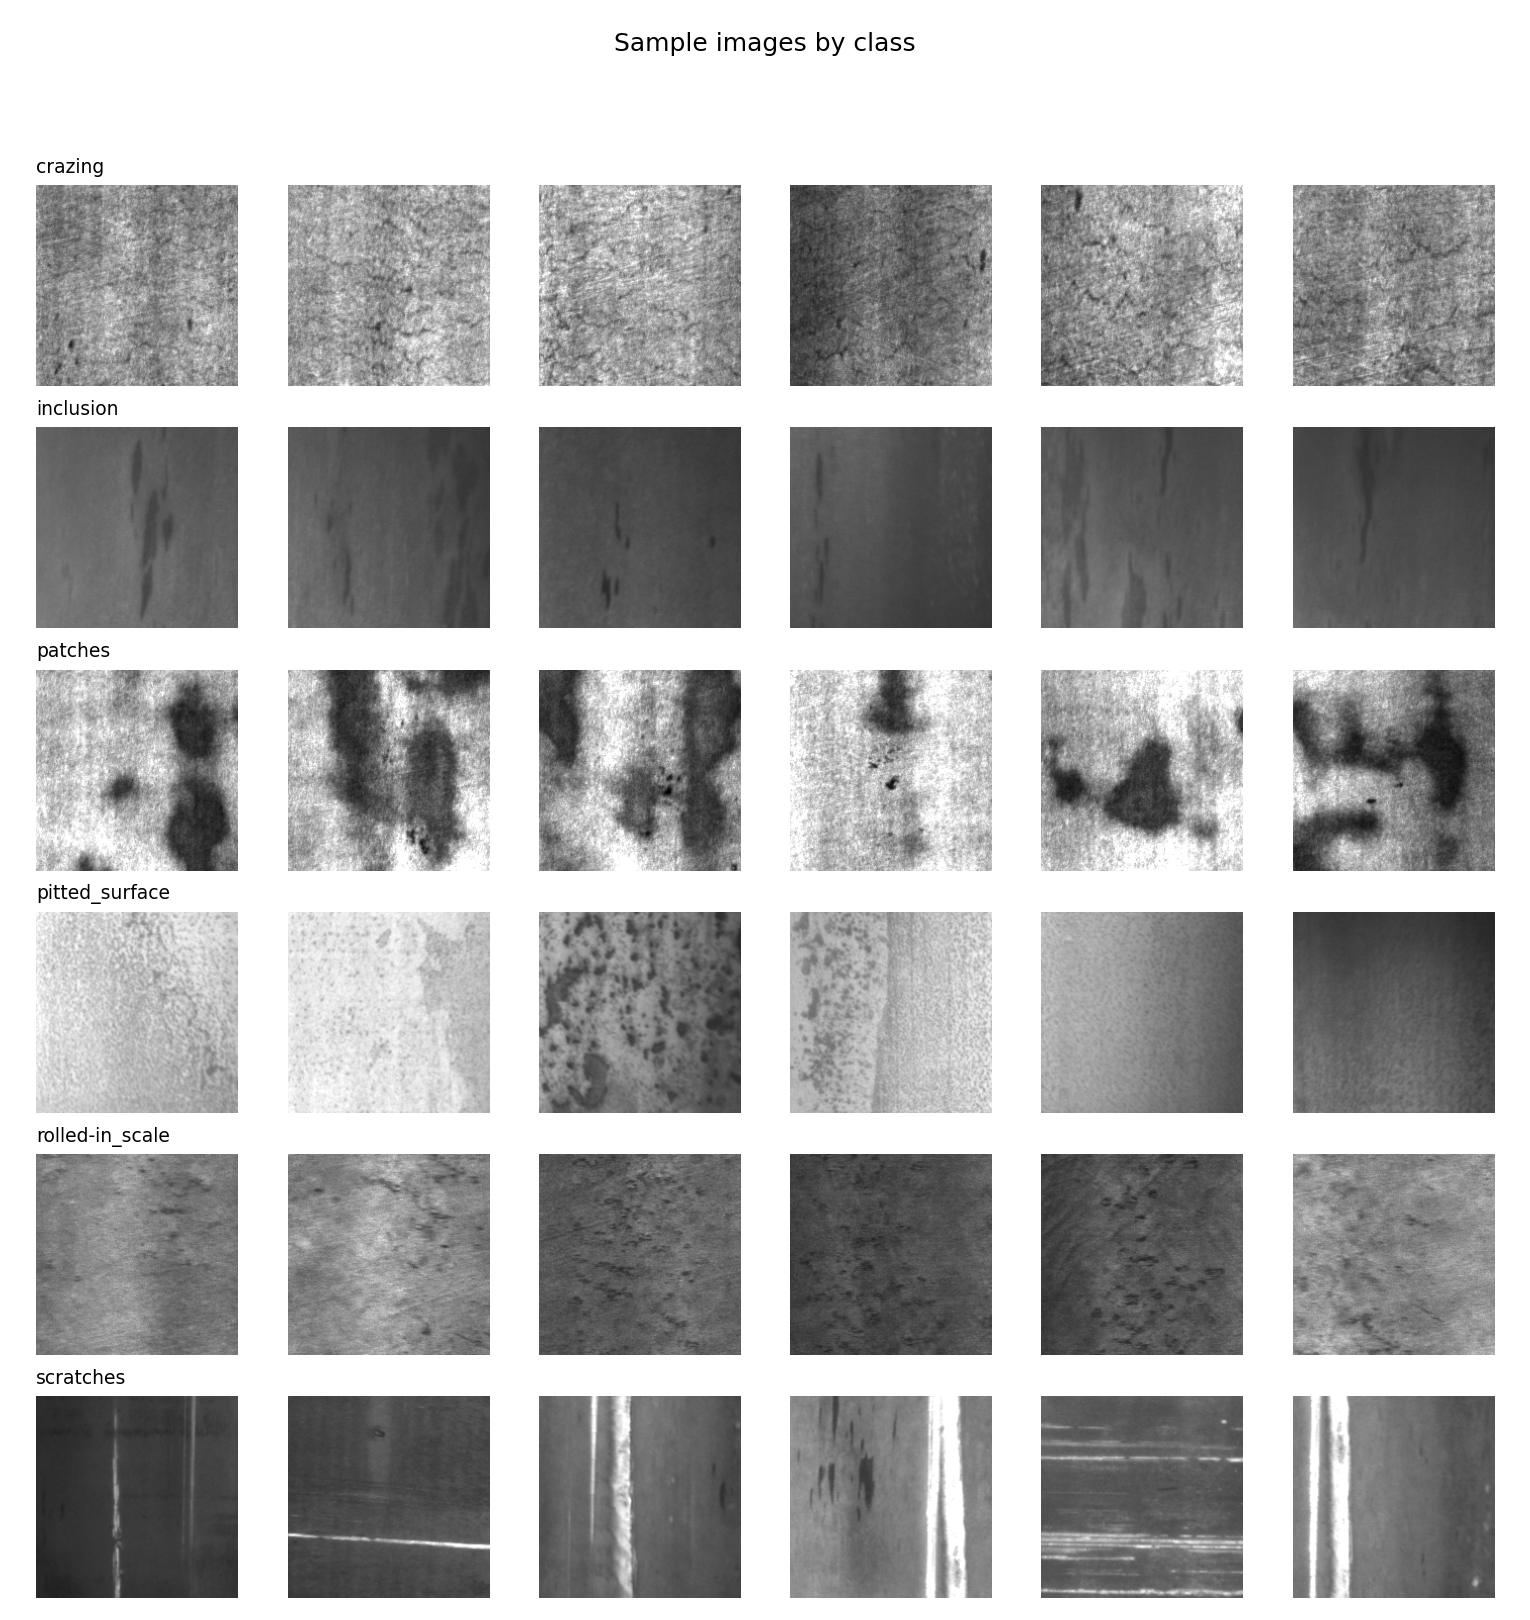 Sample images by class
crazing
inclusion
patches
pitted_surface
rolled-in_scale
scratches